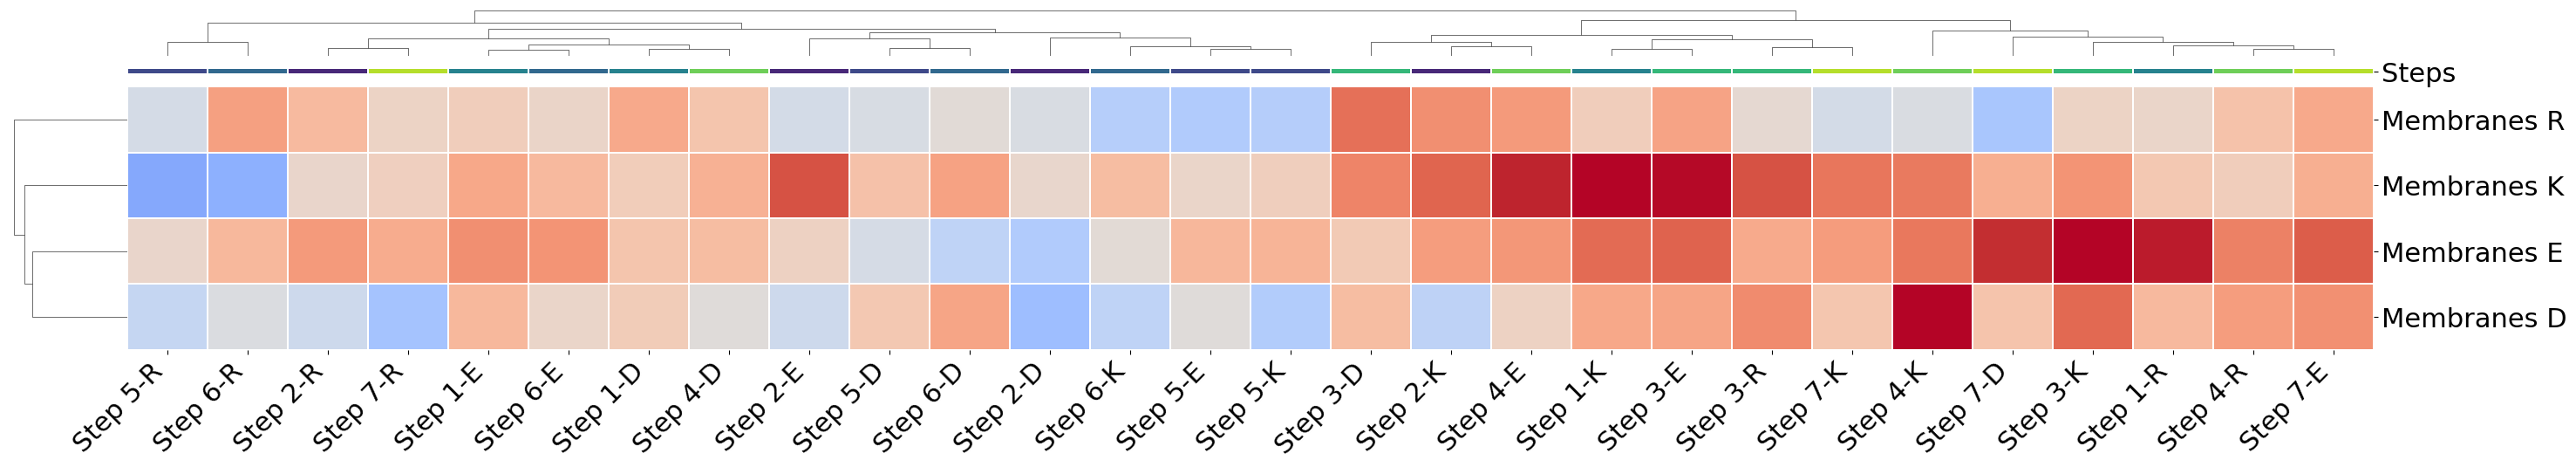 Steps
Membranes R
Membranes K
Membranes E
Membranes D
Step 5-R
Step 6-R
Step 2-R
Step 7-R
Step 1-E
Step 6-E
Step 1-D
Step 4-D
Step 2-E
Step 5-D
Step 6-D
Step 2-D
Step 6-K
Step 5-E
Step 5-K
Step 3-D
Step 2-K
Step 4-E
Step 1-K
Step 3-E
Step 3-R
Step 7-K
Step 4-K
Step 7-D
Step 3-K
Step 1-R
Step 4-R
Step 7-E